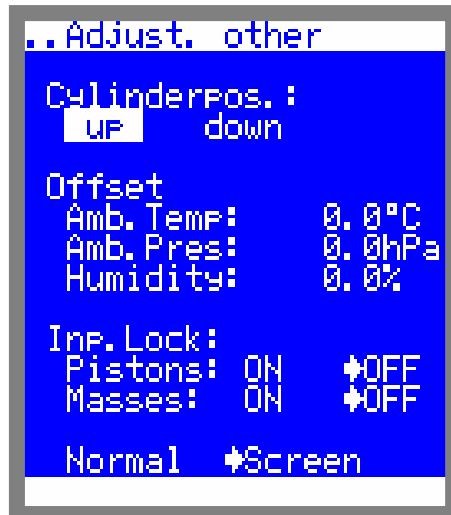 ..Adjust. other
Cylinderpos.:
up down
Offset
Amb.Temp: 0.0°C
Amb.Pres: 0.0hPa
Humidity: 0.0%
Inp.Lock:
Pistons: ON ➧OFF
Masses: ON ➧OFF
Normal ➧Screen